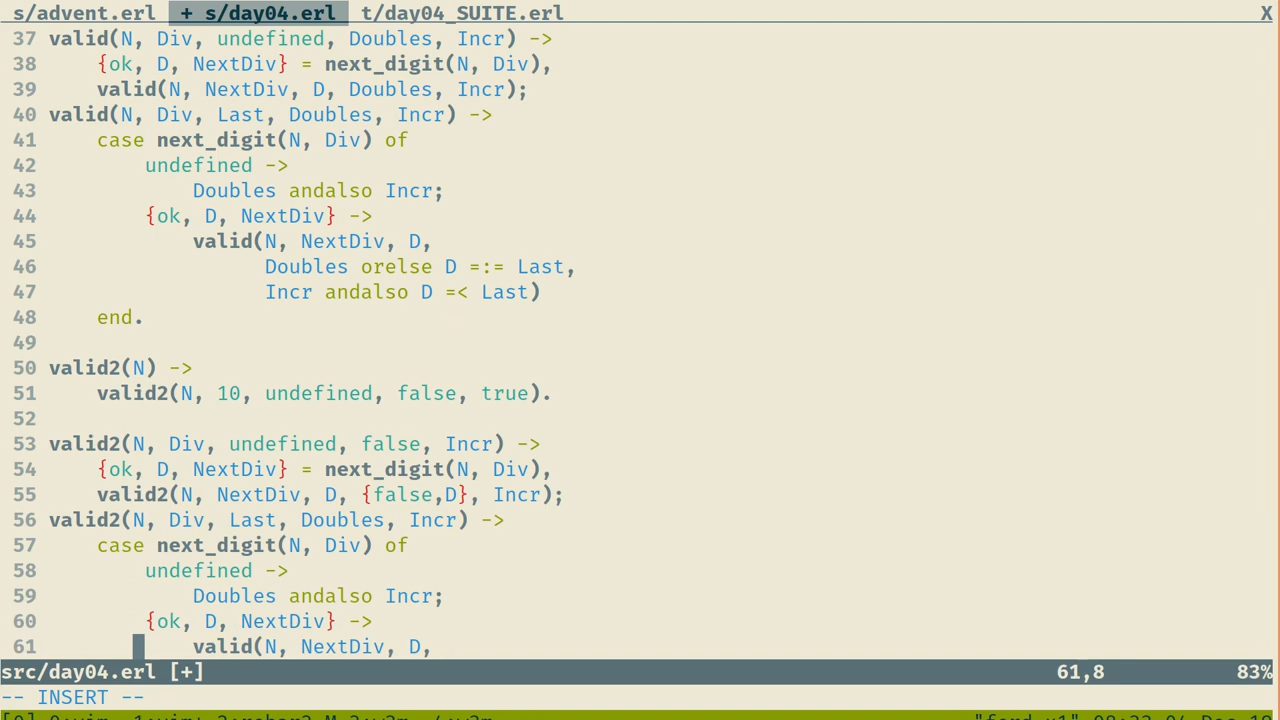 s/advent.erl + s/day04.erl t/day04_SUITE.erl X
37 valid(N, Div, undefined, Doubles, Incr) ->
38     {ok, D, NextDiv} = next_digit(N, Div),
39     valid(N, NextDiv, D, Doubles, Incr);
40 valid(N, Div, Last, Doubles, Incr) ->
41     case next_digit(N, Div) of
42         undefined ->
43             Doubles andalso Incr;
44         {ok, D, NextDiv} ->
45             valid(N, NextDiv, D,
46                   Doubles orelse D =:= Last,
47                   Incr andalso D =< Last)
48     end.
49
50 valid2(N) ->
51     valid2(N, 10, undefined, false, true).
52
53 valid2(N, Div, undefined, false, Incr) ->
54     {ok, D, NextDiv} = next_digit(N, Div),
55     valid2(N, NextDiv, D, {false,D}, Incr);
56 valid2(N, Div, Last, Doubles, Incr) ->
57     case next_digit(N, Div) of
58         undefined ->
59             Doubles andalso Incr;
60         {ok, D, NextDiv} ->
61             valid(N, NextDiv, D,
src/day04.erl [+] 61,8 83%
-- INSERT --